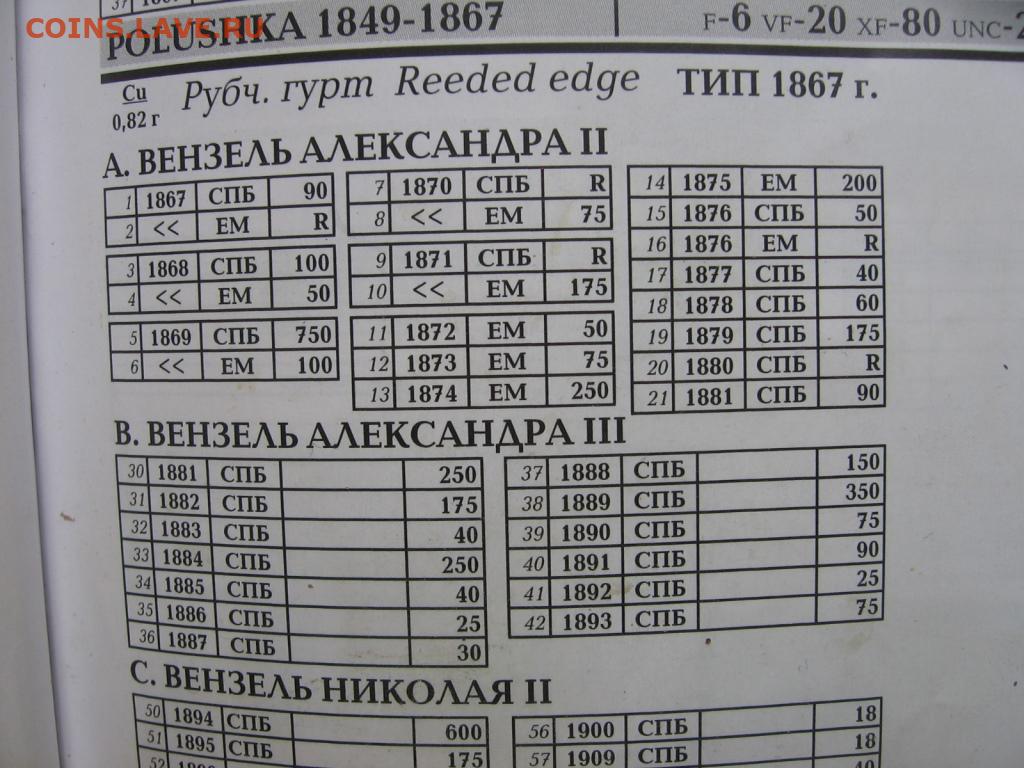 COINS.LAVE.RU
37
POLUSHKA 1849-1867 F-6 VF-20 XF-80 UNC-2
Cu
0,82 г
Рубч. гурт Reeded edge ТИП 1867 г.
А. ВЕНЗЕЛЬ АЛЕКСАНДРА II
1 1867 СПБ 90
2 << ЕМ R
3 1868 СПБ 100
4 << ЕМ 50
5 1869 СПБ 750
6 << ЕМ 100
7 1870 СПБ R
8 << ЕМ 75
9 1871 СПБ R
10 << ЕМ 175
11 1872 ЕМ 50
12 1873 ЕМ 75
13 1874 ЕМ 250
14 1875 ЕМ 200
15 1876 СПБ 50
16 1876 ЕМ R
17 1877 СПБ 40
18 1878 СПБ 60
19 1879 СПБ 175
20 1880 СПБ R
21 1881 СПБ 90
В. ВЕНЗЕЛЬ АЛЕКСАНДРА III
30 1881 СПБ 250
31 1882 СПБ 175
32 1883 СПБ 40
33 1884 СПБ 250
34 1885 СПБ 40
35 1886 СПБ 25
36 1887 СПБ 30
37 1888 СПБ 150
38 1889 СПБ 350
39 1890 СПБ 75
40 1891 СПБ 90
41 1892 СПБ 25
42 1893 СПБ 75
С. ВЕНЗЕЛЬ НИКОЛАЯ II
50 1894 СПБ 600
51 1895 СПБ 175
52
56 1900 СПБ 18
57 1909 СПБ 18